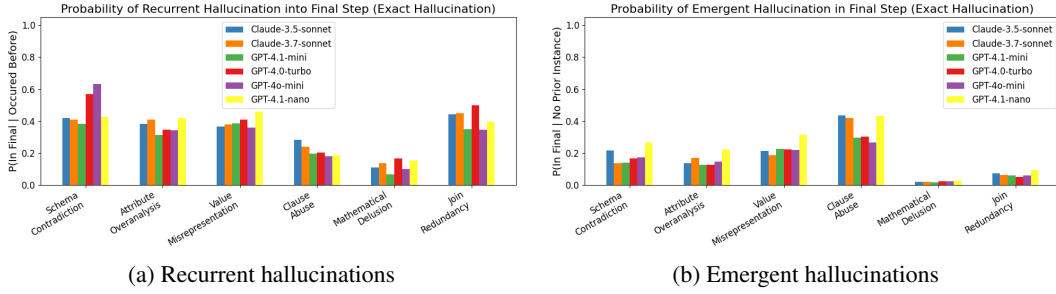 Probability of Recurrent Hallucination into Final Step (Exact Hallucination)
P(In Final | Occured Before)
1.0
0.8
0.6
0.4
0.2
0.0
Claude-3.5-sonnet
Claude-3.7-sonnet
GPT-4.1-mini
GPT-4.0-turbo
GPT-4o-mini
GPT-4.1-nano
Schema
Contradiction
Attribute
Overanalysis
Value
Misrepresentation
Clause
Abuse
Mathematical
Delusion
Join
Redundancy
(a) Recurrent hallucinations
Probability of Emergent Hallucination in Final Step (Exact Hallucination)
P(In Final | No Prior Instance)
1.0
0.8
0.6
0.4
0.2
0.0
Claude-3.5-sonnet
Claude-3.7-sonnet
GPT-4.1-mini
GPT-4.0-turbo
GPT-4o-mini
GPT-4.1-nano
Schema
Contradiction
Attribute
Overanalysis
Value
Misrepresentation
Clause
Abuse
Mathematical
Delusion
Join
Redundancy
(b) Emergent hallucinations